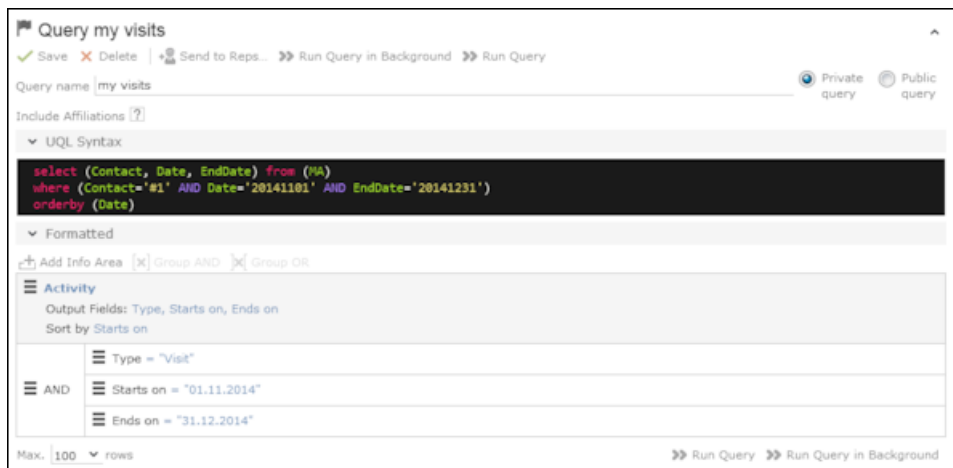 Query my visits
Save Delete Send to Reps... Run Query in Background Run Query
Query name my visits Private query Public query
Include Affiliations ?
UQL Syntax
select (Contact, Date, EndDate) from (MA)
where (Contact='#1' AND Date='20141101' AND EndDate='20141231')
orderby (Date)
Formatted
Add Info Area Group AND Group OR
Activity
Output Fields: Type, Starts on, Ends on
Sort by Starts on
Type = "Visit"
AND Starts on = "01.11.2014"
Ends on = "31.12.2014"
Max. 100 rows Run Query Run Query in Background